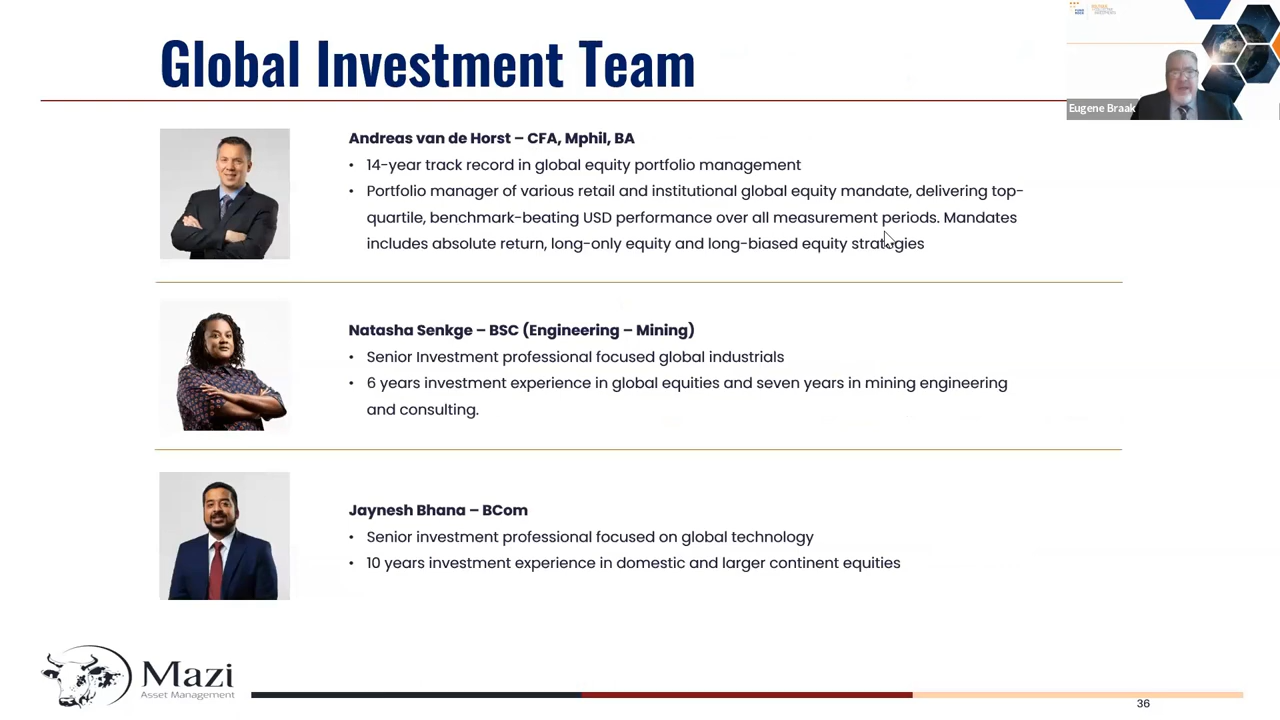 Global Investment Team
Eugene Braak
Andreas van de Horst – CFA, Mphil, BA
• 14-year track record in global equity portfolio management
• Portfolio manager of various retail and institutional global equity mandate, delivering top-
quartile, benchmark-beating USD performance over all measurement periods. Mandates
includes absolute return, long-only equity and long-biased equity strategies
Natasha Senkge – BSC (Engineering – Mining)
• Senior Investment professional focused global industrials
• 6 years investment experience in global equities and seven years in mining engineering
and consulting.
Jaynesh Bhana – BCom
• Senior investment professional focused on global technology
• 10 years investment experience in domestic and larger continent equities
Mazi
Asset Management
36